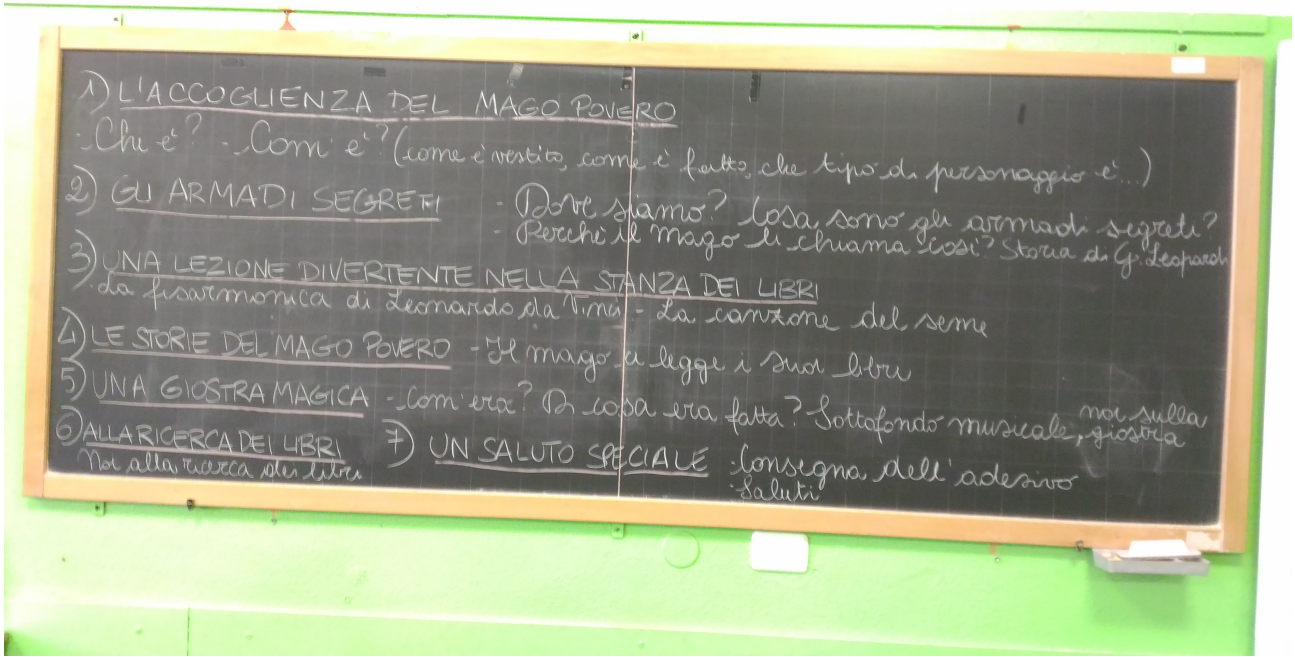 1) L'ACCOGLIENZA DEL MAGO POVERO
- Chi e'? - Com'e'? (come è vestito, come è fatto, che tipo di personaggio è...)
2) GLI ARMADI SEGRETI - Dove siamo? Cosa sono gli armadi segreti?
- Perchè il mago li chiama così? Storia di G. Leopardi
3) UNA LEZIONE DIVERTENTE NELLA STANZA DEI LIBRI
- La fisarmonica di Leonardo da Vinci - La canzone del seme
4) LE STORIE DEL MAGO POVERO - Il mago ci legge i suoi libri
5) UNA GIOSTRA MAGICA - Com'era? Di cosa era fatta? Sottofondo musicale, noi sulla giostra
6) ALLA RICERCA DEI LIBRI
Noi alla ricerca dei libri
7) UN SALUTO SPECIALE Consegna dell'adesivo
Saluti